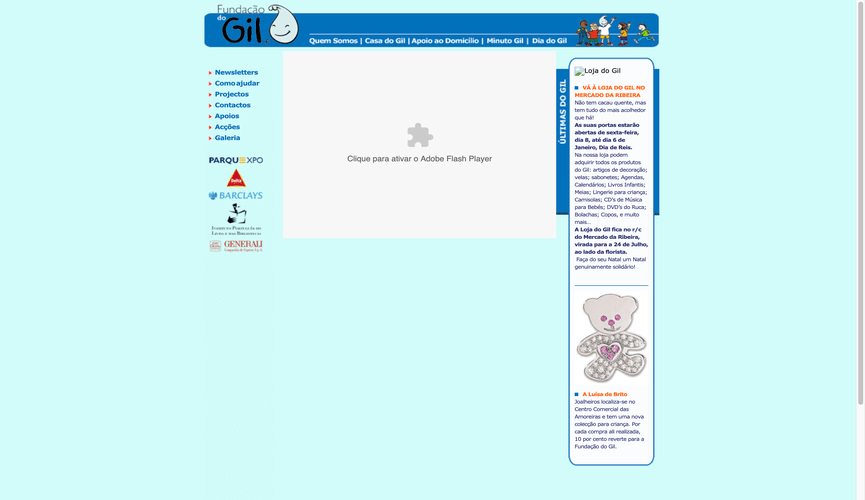 Fundação
do
Gil
Quem Somos | Casa do Gil | Apoio ao Domicílio | Minuto Gil | Dia do Gil
Newsletters
Como ajudar
Projectos
Contactos
Apoios
Acções
Galeria
PARQUE EXPO
Delta
BARCLAYS
GENERALI
Clique para ativar o Adobe Flash Player
ÚLTIMAS DO GIL
Loja do Gil
VÁ À LOJA DO GIL NO
MERCADO DA RIBEIRA
Não tem cacau quente, mas
tem tudo do mais acolhedor
que há!
As suas portas estarão
abertas de sexta-feira,
dia 8, até dia 6 de
Janeiro, Dia de Reis.
Na nossa loja podem
adquirir todos os produtos
do Gil: artigos de decoração;
velas; sabonetes; Agendas,
Calendários; Livros Infantis;
Meias; Lingerie para criança;
Camisolas; CD's de Música
para Bebés; DVD's do Ruca;
Bolachas; Copos, e muito
mais...
A Loja do Gil fica no r/c
do Mercado da Ribeira,
virada para a 24 de Julho,
ao lado da florista.
Faça do seu Natal um Natal
genuinamente solidário!
A Luisa de Brito
Joalheiros localiza-se no
Centro Comercial das
Amoreiras e tem uma nova
colecção para criança. Por
cada compra ali realizada,
10 por cento reverte para a
Fundação do Gil.